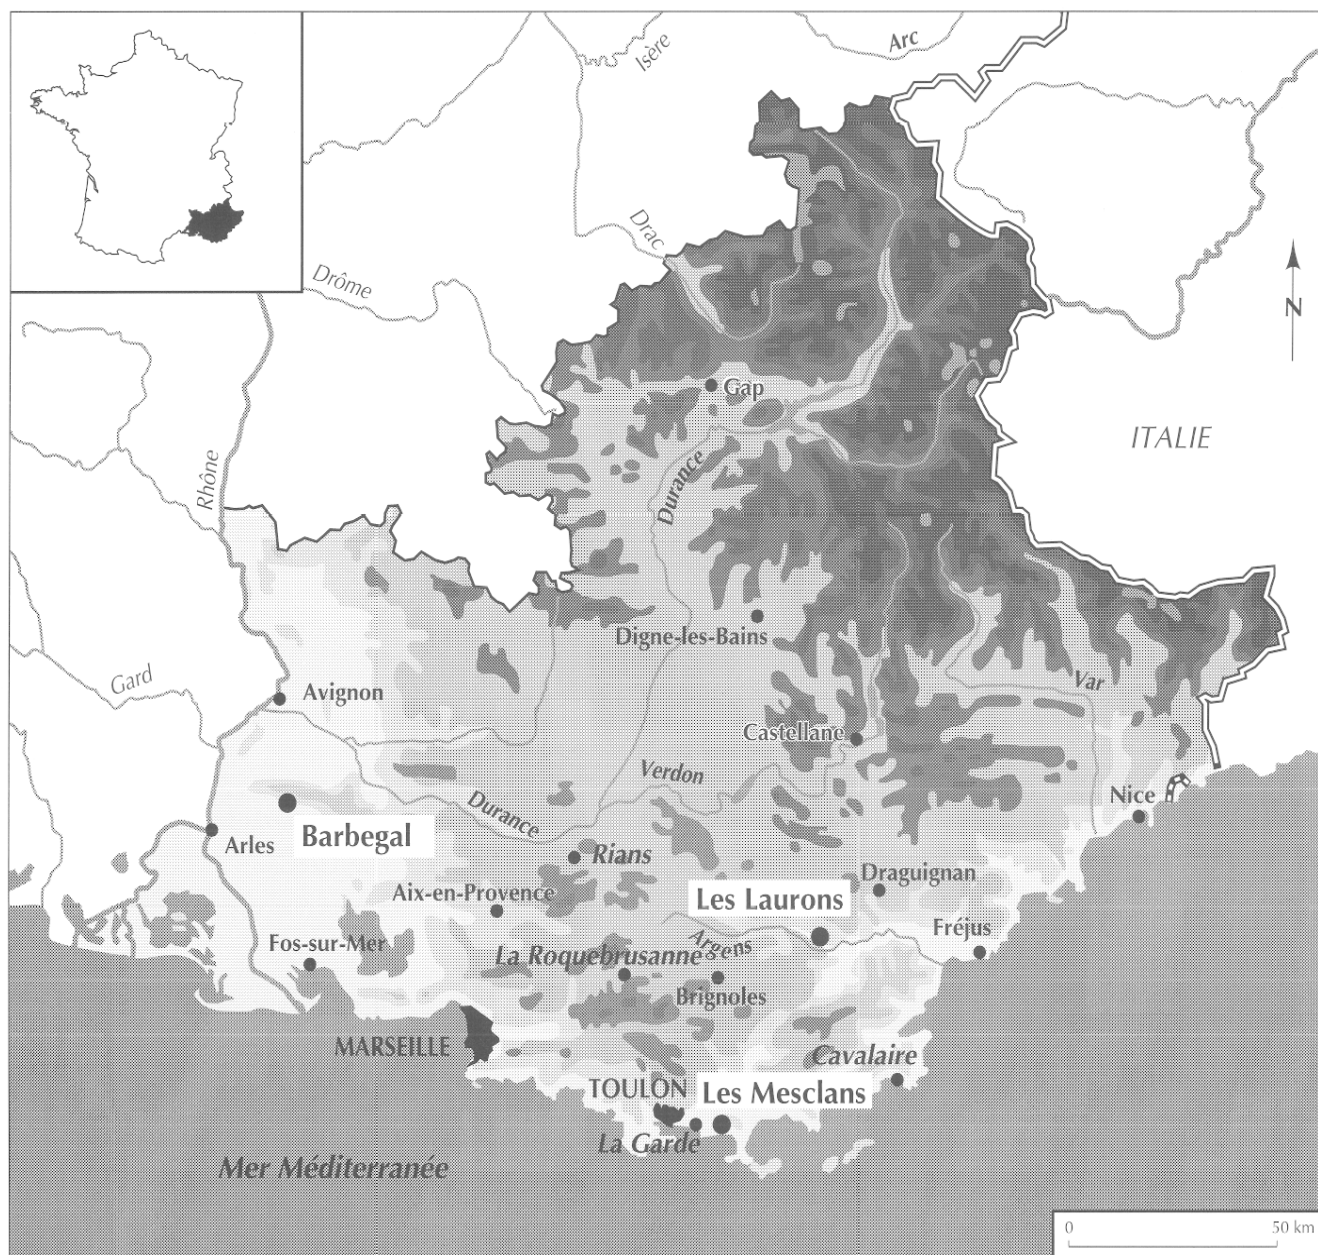 Isère
Arc
Drac
Drôme
N
Gap
ITALIE
Rhône
Durance
Digne-les-Bains
Gard
Var
Avignon
Castellane
Verdon
Nice
Durance
Barbegal
Arles
Rians
Draguignan
Aix-en-Provence
Les Laurons
Fréjus
Argens
Fos-sur-Mer
La Roquebrusanne
Brignoles
MARSEILLE
Cavalaire
TOULON
Les Mesclans
La Garde
Mer Méditerranée
0 50 km